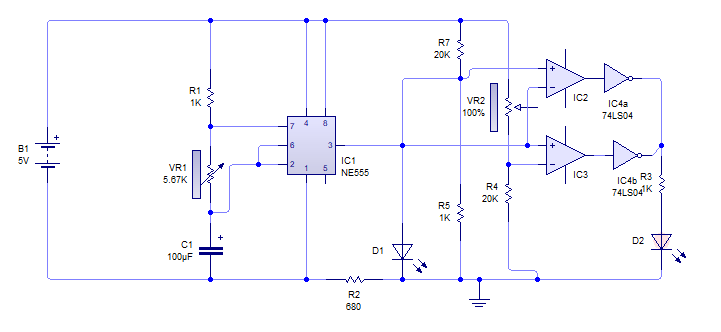 R7
20K
+
-
IC2
IC4a
74LS04
R1
1K
VR2
100%
4 8
7
6
2
3
1 5
IC1
NE555
+
B1
5V
VR1
5.67K
+
-
IC3
IC4b
74LS04
R3
1K
R4
20K
R5
1K
+
C1
100µF
D1
D2
R2
680